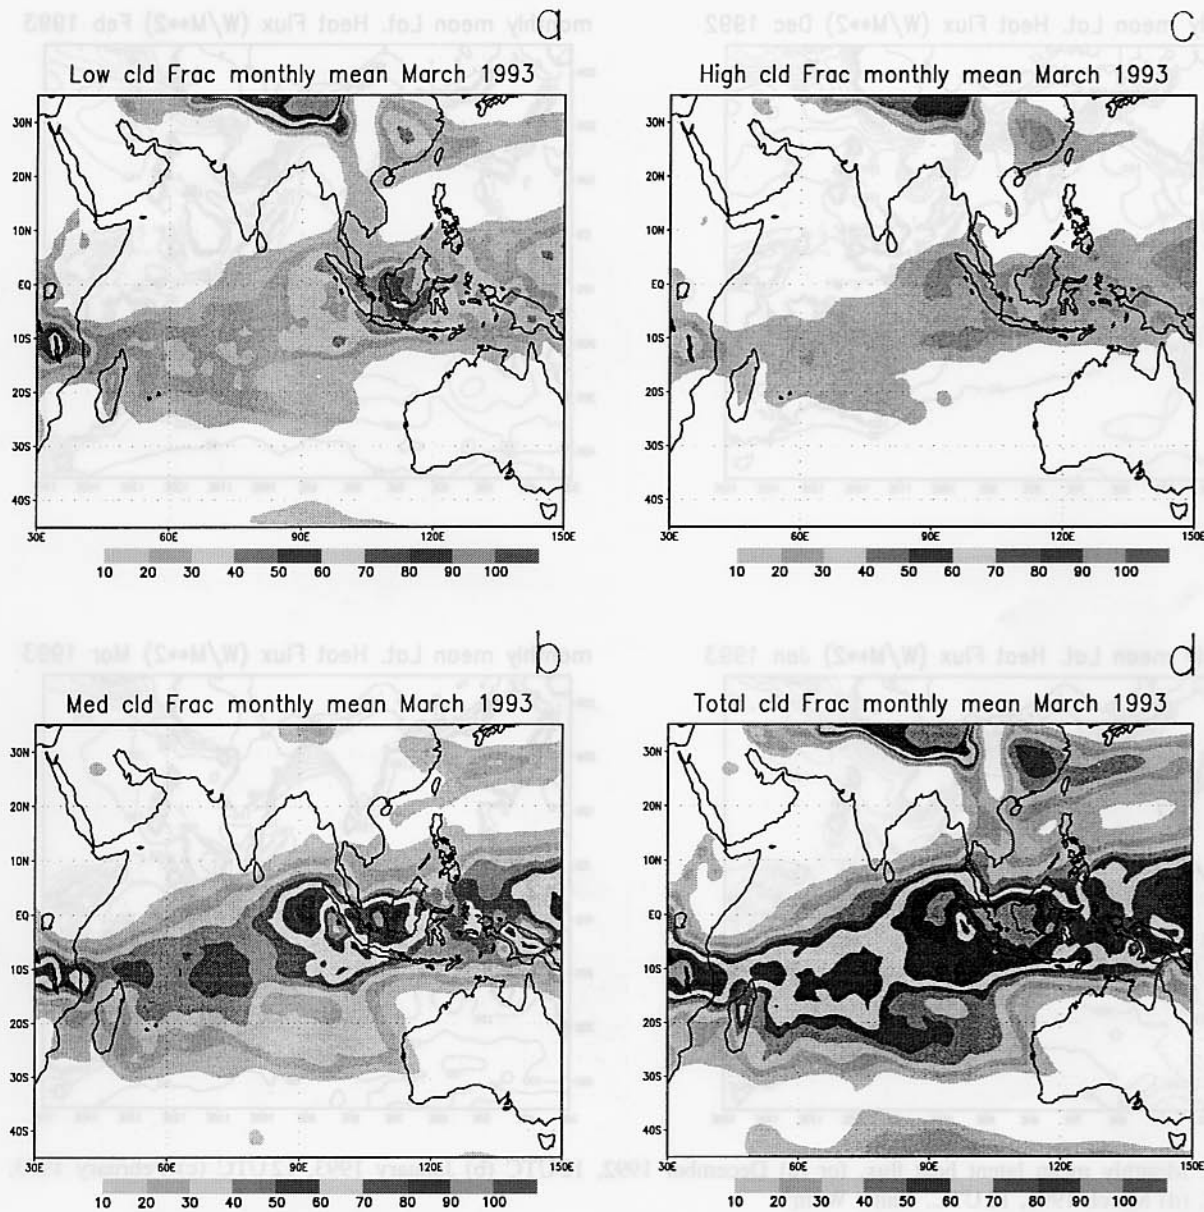 a
Low cld Frac monthly mean March 1993
30N
20N
10N
EQ
10S
20S
30S
40S
30E 60E 90E 120E 150E
10 20 30 40 50 60 70 80 90 100
c
High cld Frac monthly mean March 1993
30N
20N
10N
EQ
10S
20S
30S
40S
30E 60E 90E 120E 150E
10 20 30 40 50 60 70 80 90 100
b
Med cld Frac monthly mean March 1993
30N
20N
10N
EQ
10S
20S
30S
40S
30E 60E 90E 120E 150E
10 20 30 40 50 60 70 80 90 100
d
Total cld Frac monthly mean March 1993
30N
20N
10N
EQ
10S
20S
30S
40S
30E 60E 90E 120E 150E
10 20 30 40 50 60 70 80 90 100